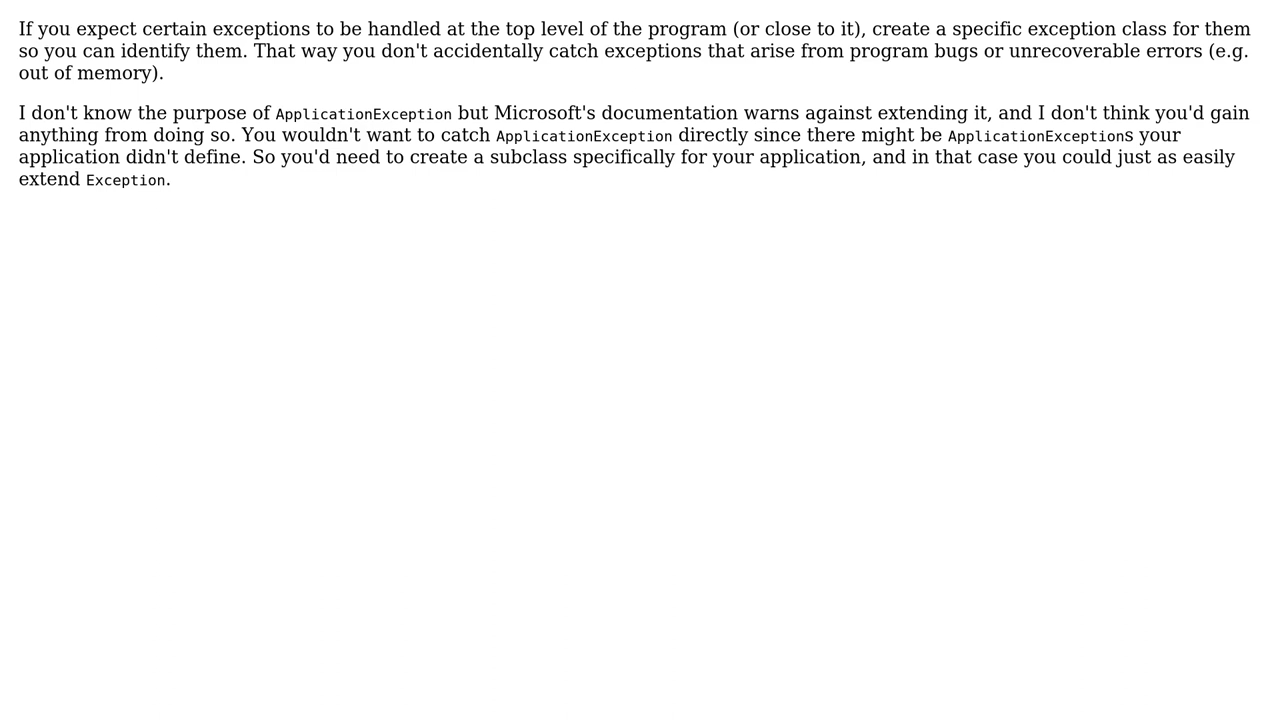 If you expect certain exceptions to be handled at the top level of the program (or close to it), create a specific exception class for them
so you can identify them. That way you don't accidentally catch exceptions that arise from program bugs or unrecoverable errors (e.g.
out of memory).
I don't know the purpose of ApplicationException but Microsoft's documentation warns against extending it, and I don't think you'd gain
anything from doing so. You wouldn't want to catch ApplicationException directly since there might be ApplicationExceptions your
application didn't define. So you'd need to create a subclass specifically for your application, and in that case you could just as easily
extend Exception.